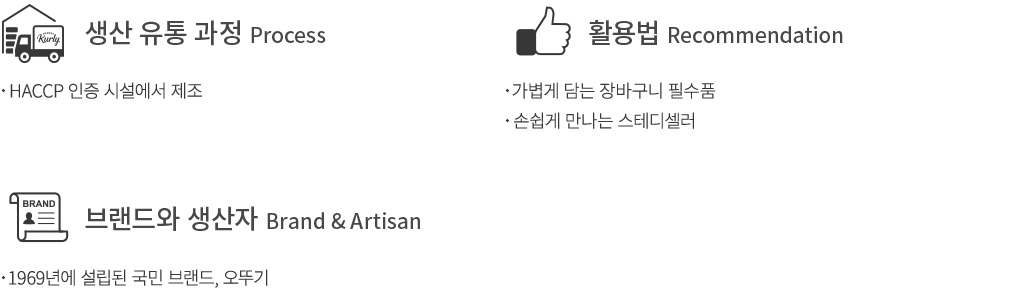 Kurly
생산 유통 과정 Process
· HACCP 인증 시설에서 제조
활용법 Recommendation
· 가볍게 담는 장바구니 필수품
· 손쉽게 만나는 스테디셀러
BRAND
브랜드와 생산자 Brand & Artisan
· 1969년에 설립된 국민 브랜드, 오뚜기